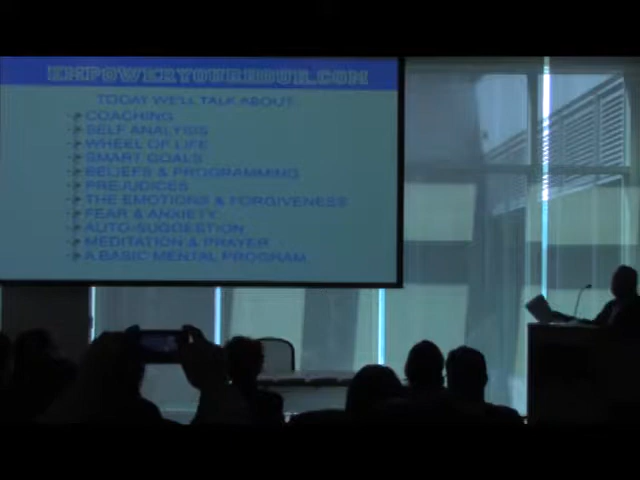 EMPOWERYOURSOUL.COM
TODAY WE'LL TALK ABOUT:
COACHING
SELF ANALYSIS
WHEEL OF LIFE
SMART GOALS
BELIEFS & PROGRAMMING
PREJUDICES
THE EMOTIONS & FORGIVENESS
FEAR & ANXIETY
AUTO-SUGGESTION
MEDITATION & PRAYER
A BASIC MENTAL PROGRAM